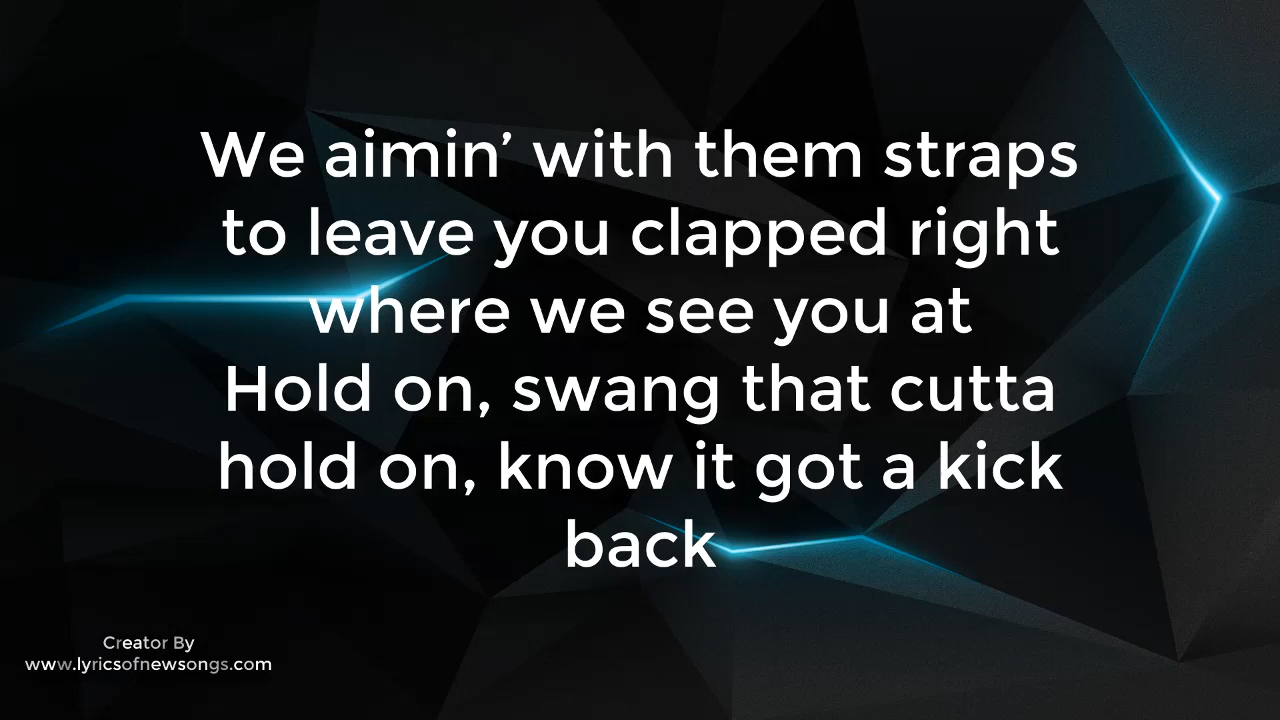 We aimin’ with them straps
to leave you clapped right
where we see you at
Hold on, swang that cutta
hold on, know it got a kick
back
Creator By
www.lyricsofnewsongs.com